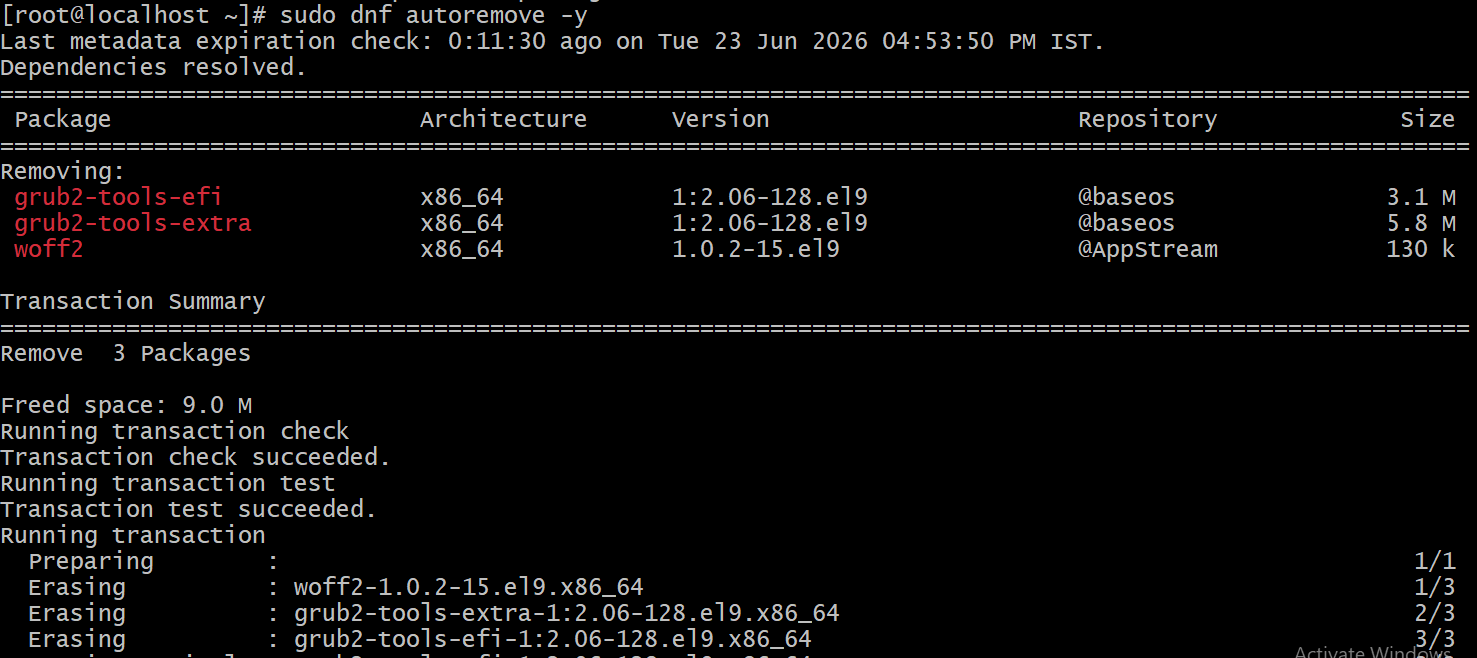 [root@localhost ~]# sudo dnf autoremove -y
Last metadata expiration check: 0:11:30 ago on Tue 23 Jun 2026 04:53:50 PM IST.
Dependencies resolved.
=========================================================================================================
Package Architecture Version Repository Size
=========================================================================================================
Removing:
grub2-tools-efi x86_64 1:2.06-128.el9 @baseos 3.1 M
grub2-tools-extra x86_64 1:2.06-128.el9 @baseos 5.8 M
woff2 x86_64 1.0.2-15.el9 @AppStream 130 k
Transaction Summary
=========================================================================================================
Remove 3 Packages
Freed space: 9.0 M
Running transaction check
Transaction check succeeded.
Running transaction test
Transaction test succeeded.
Running transaction
Preparing : 1/1
Erasing : woff2-1.0.2-15.el9.x86_64 1/3
Erasing : grub2-tools-extra-1:2.06-128.el9.x86_64 2/3
Erasing : grub2-tools-efi-1:2.06-128.el9.x86_64 3/3
Activate Windows